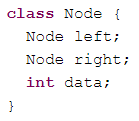 class Node {
  Node left;
  Node right;
  int data;
}